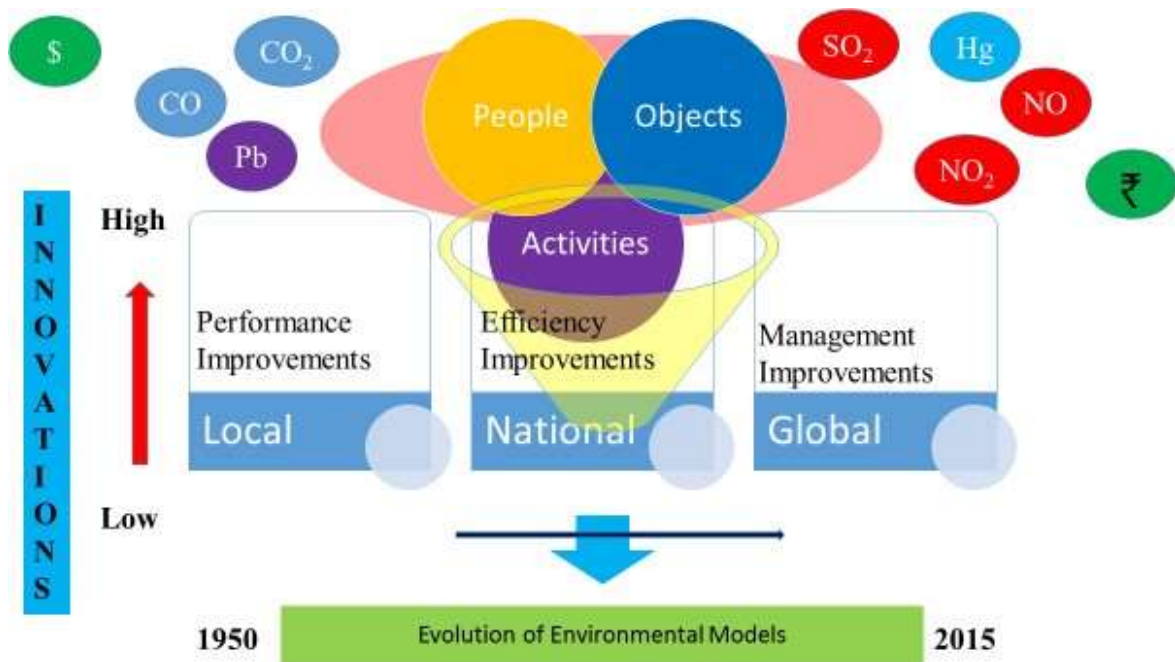 $
CO₂
CO
Pb
People
Objects
Activities
SO₂
Hg
NO
NO₂
₹
INNOVATIONS
High
Low
Performance
Improvements
Local
Efficiency
Improvements
National
Management
Improvements
Global
1950
Evolution of Environmental Models
2015